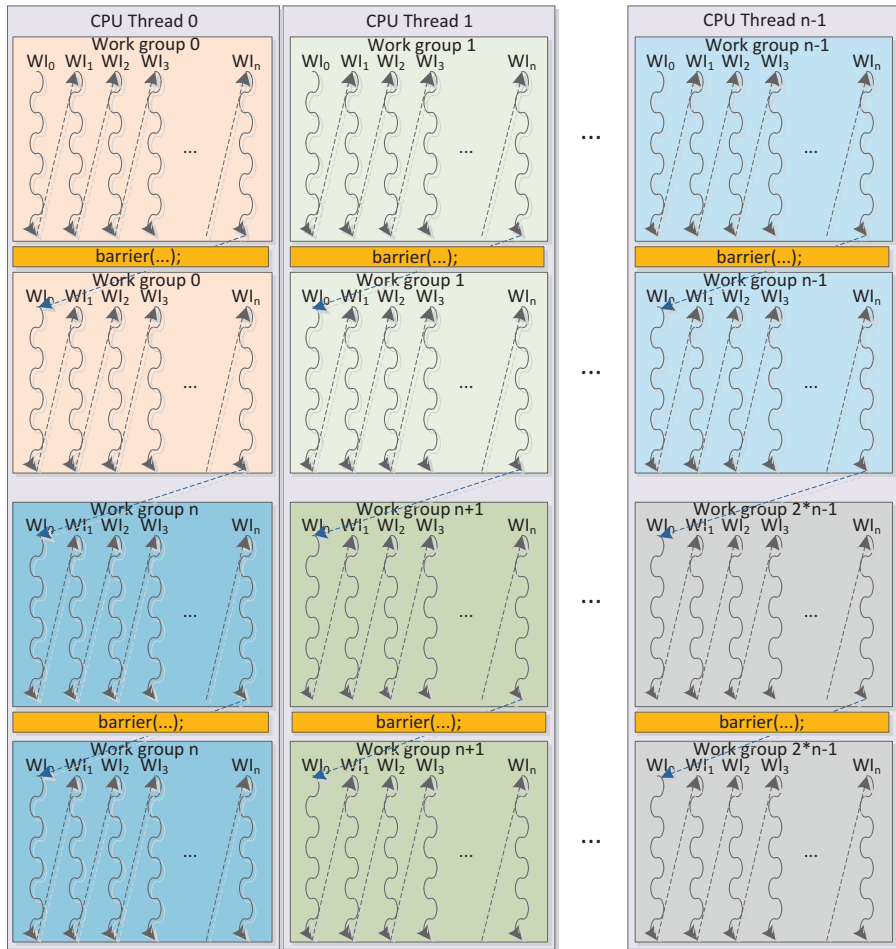 CPU Thread 0 CPU Thread 1 CPU Thread n-1
Work group 0 Work group 1 Work group n-1
WI0 WI1 WI2 WI3 WIn WI0 WI1 WI2 WI3 WIn WI0 WI1 WI2 WI3 WIn
... ... ... ...
barrier(...); barrier(...); barrier(...);
Work group 0 Work group 1 Work group n-1
WI0 WI1 WI2 WI3 WIn WI0 WI1 WI2 WI3 WIn WI0 WI1 WI2 WI3 WIn
... ... ... ...
Work group n Work group n+1 Work group 2*n-1
WI0 WI1 WI2 WI3 WIn WI0 WI1 WI2 WI3 WIn WI0 WI1 WI2 WI3 WIn
... ... ... ...
barrier(...); barrier(...); barrier(...);
Work group n Work group n+1 Work group 2*n-1
WI0 WI1 WI2 WI3 WIn WI0 WI1 WI2 WI3 WIn WI0 WI1 WI2 WI3 WIn
... ... ... ...